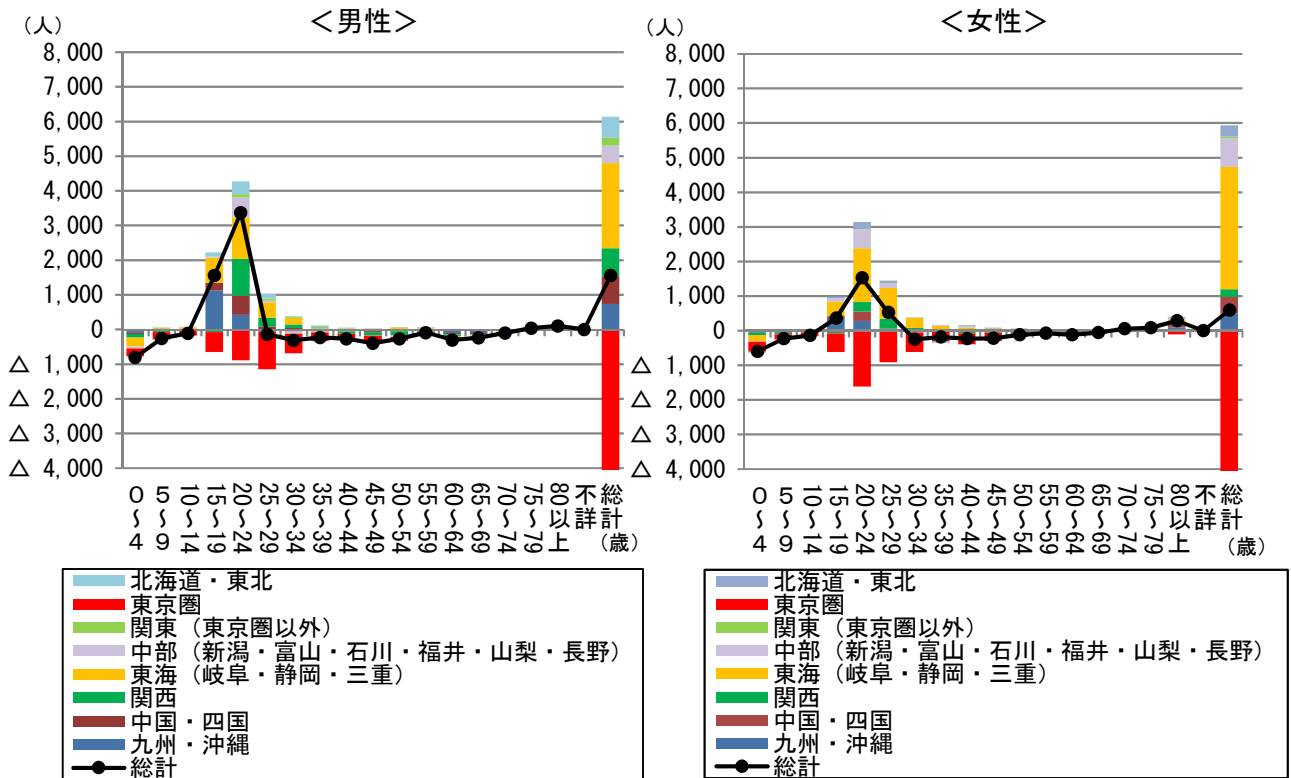 （人）
＜男性＞
8,000
7,000
6,000
5,000
4,000
3,000
2,000
1,000
0
△ 1,000
△ 2,000
△ 3,000
△ 4,000
０～４
５～９
10～14
15～19
20～24
25～29
30～34
35～39
40～44
45～49
50～54
55～59
60～64
65～69
70～74
75～79
80以上
不詳
総計
（歳）
北海道・東北
東京圏
関東（東京圏以外）
中部（新潟・富山・石川・福井・山梨・長野）
東海（岐阜・静岡・三重）
関西
中国・四国
九州・沖縄
総計
（人）
＜女性＞
8,000
7,000
6,000
5,000
4,000
3,000
2,000
1,000
0
△ 1,000
△ 2,000
△ 3,000
△ 4,000
０～４
５～９
10～14
15～19
20～24
25～29
30～34
35～39
40～44
45～49
50～54
55～59
60～64
65～69
70～74
75～79
80以上
不詳
総計
（歳）
北海道・東北
東京圏
関東（東京圏以外）
中部（新潟・富山・石川・福井・山梨・長野）
東海（岐阜・静岡・三重）
関西
中国・四国
九州・沖縄
総計